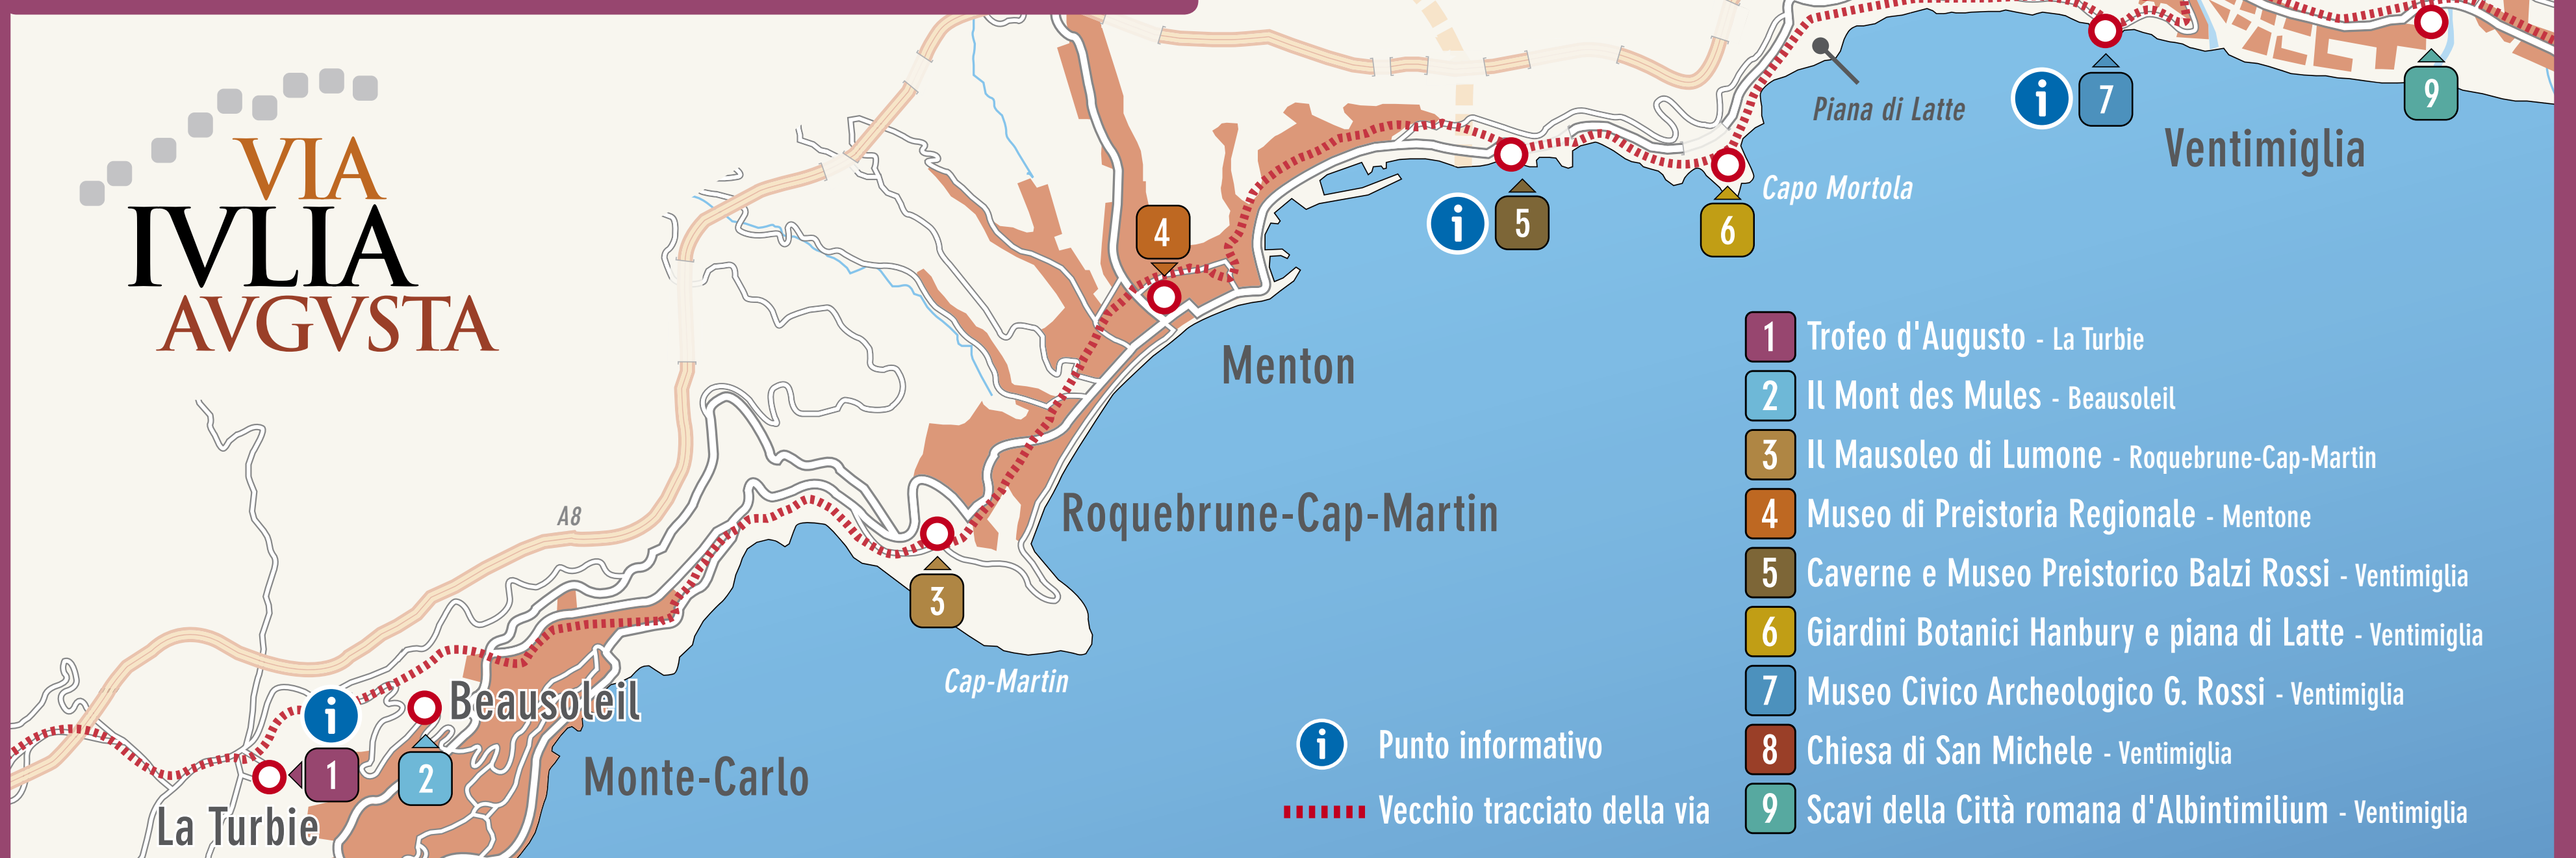 VIA
IVLIA
AVGVSTA
Piana di Latte
7
9
Ventimiglia
Capo Mortola
4
5
6
Menton
Roquebrune-Cap-Martin
A8
3
Cap-Martin
Beausoleil
1
2
Monte-Carlo
La Turbie
1 Trofeo d'Augusto - La Turbie
2 Il Mont des Mules - Beausoleil
3 Il Mausoleo di Lumone - Roquebrune-Cap-Martin
4 Museo di Preistoria Regionale - Mentone
5 Caverne e Museo Preistorico Balzi Rossi - Ventimiglia
6 Giardini Botanici Hanbury e piana di Latte - Ventimiglia
7 Museo Civico Archeologico G. Rossi - Ventimiglia
8 Chiesa di San Michele - Ventimiglia
9 Scavi della Città romana d'Albintimilium - Ventimiglia
i Punto informativo
Vecchio tracciato della via